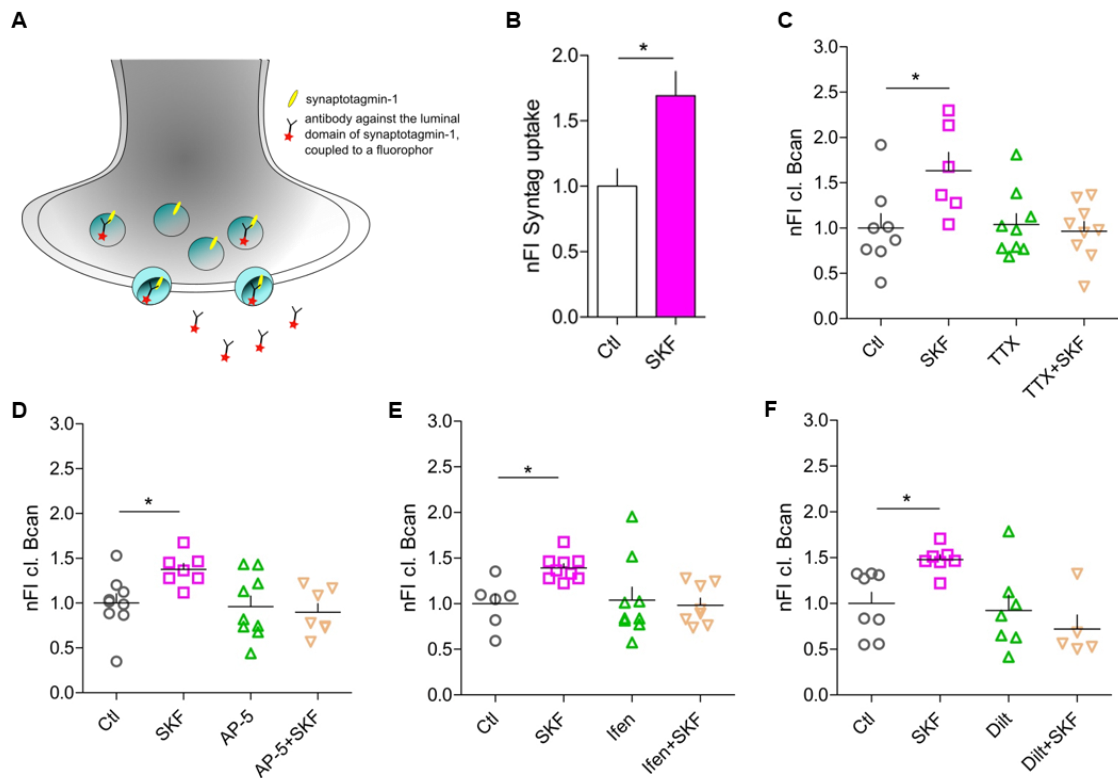 A
synaptotagmin-1
antibody against the luminal
domain of synaptotagmin-1,
coupled to a fluorophor
B
nFI Syntag uptake
2.0
1.5
1.0
0.5
0.0
*
Ctl
SKF
C
nFI cl. Bcan
3.0
2.5
2.0
1.5
1.0
0.5
0.0
*
Ctl
SKF
TTX
TTX+SKF
D
nFI cl. Bcan
3.0
2.5
2.0
1.5
1.0
0.5
0.0
*
Ctl
SKF
AP-5
AP-5+SKF
E
nFI cl. Bcan
3.0
2.5
2.0
1.5
1.0
0.5
0.0
*
Ctl
SKF
Ifen
Ifen+SKF
F
nFI cl. Bcan
3.0
2.5
2.0
1.5
1.0
0.5
0.0
*
Ctl
SKF
Dilt
Dilt+SKF